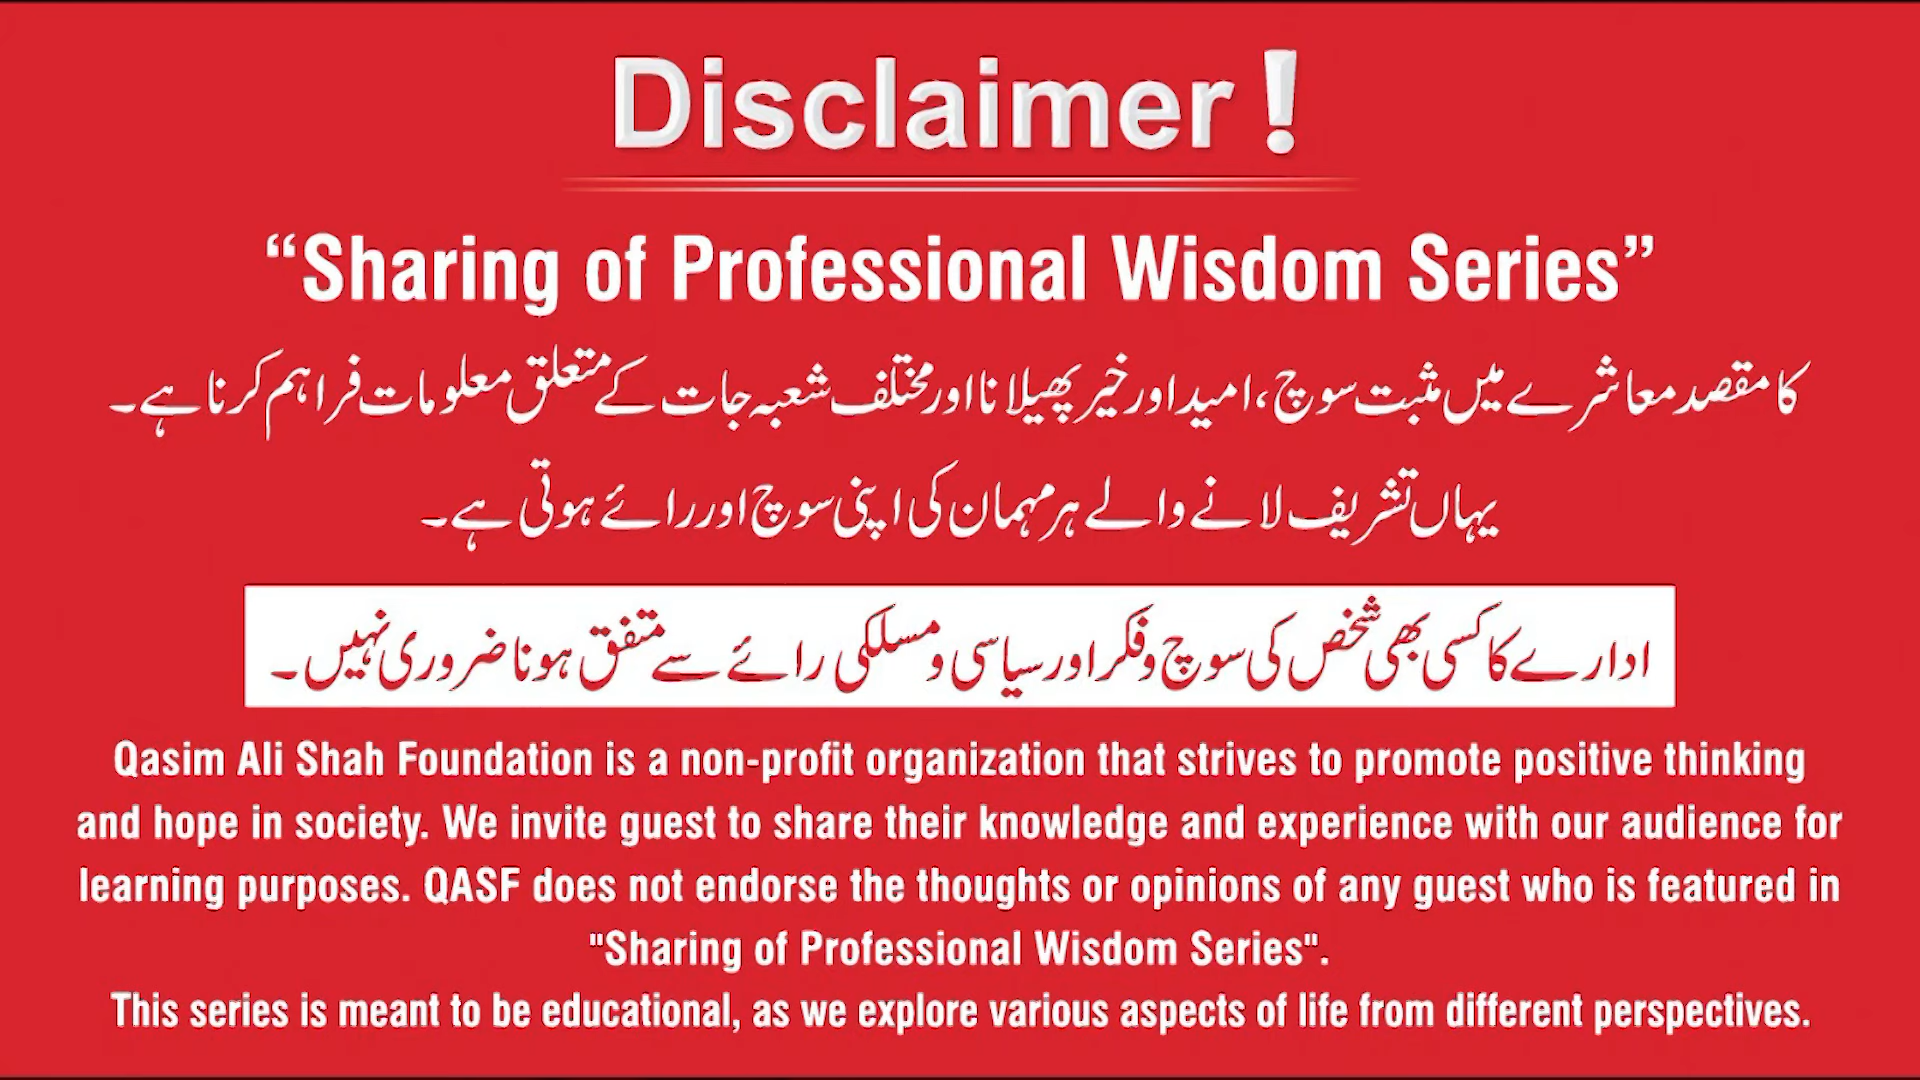 Disclaimer!
“Sharing of Professional Wisdom Series”
کا مقصد معاشرے میں مثبت سوچ، امید اور خیر پھیلانا اور مختلف شعبہ جات کے متعلق معلومات فراہم کرنا ہے۔
یہاں تشریف لانے والے ہر مہمان کی اپنی سوچ اور رائے ہوتی ہے۔
ادارے کا کسی بھی شخص کی سوچ و فکر اور سیاسی و مسلکی رائے سے متفق ہونا ضروری نہیں۔
Qasim Ali Shah Foundation is a non-profit organization that strives to promote positive thinking
and hope in society. We invite guest to share their knowledge and experience with our audience for
learning purposes. QASF does not endorse the thoughts or opinions of any guest who is featured in
"Sharing of Professional Wisdom Series".
This series is meant to be educational, as we explore various aspects of life from different perspectives.